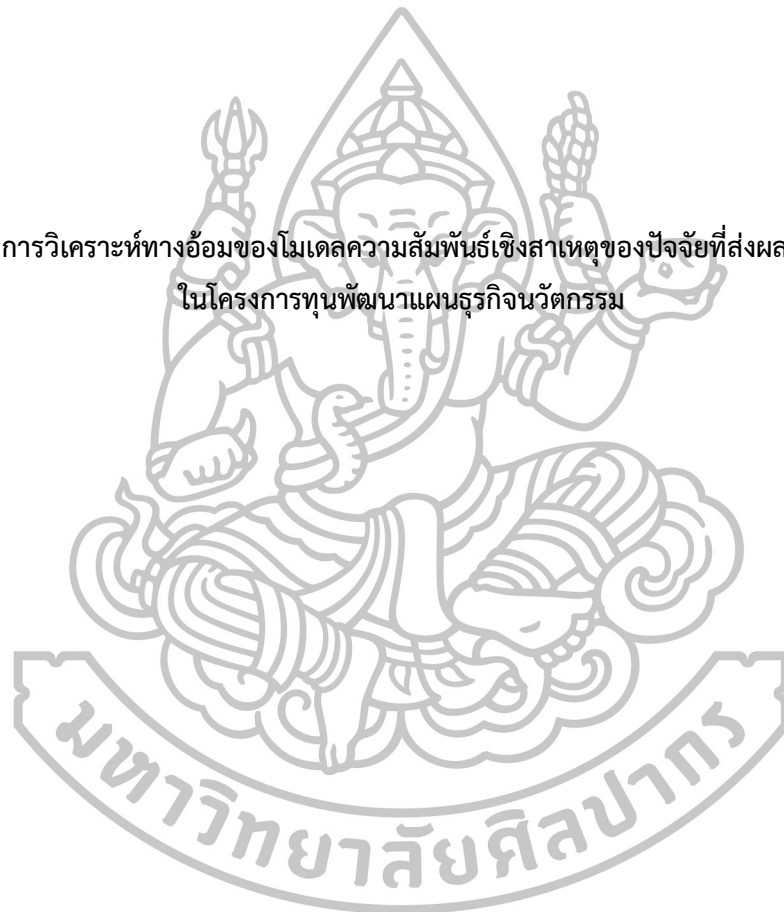 การวิเคราะห์ทางอ้อมของโมเดลความสัมพันธ์เชิงสาเหตุของปัจจัยที่ส่งผล
ในโครงการทุนพัฒนาแผนธุรกิจนวัตกรรม
มหาวิทยาลัยศิลปากร